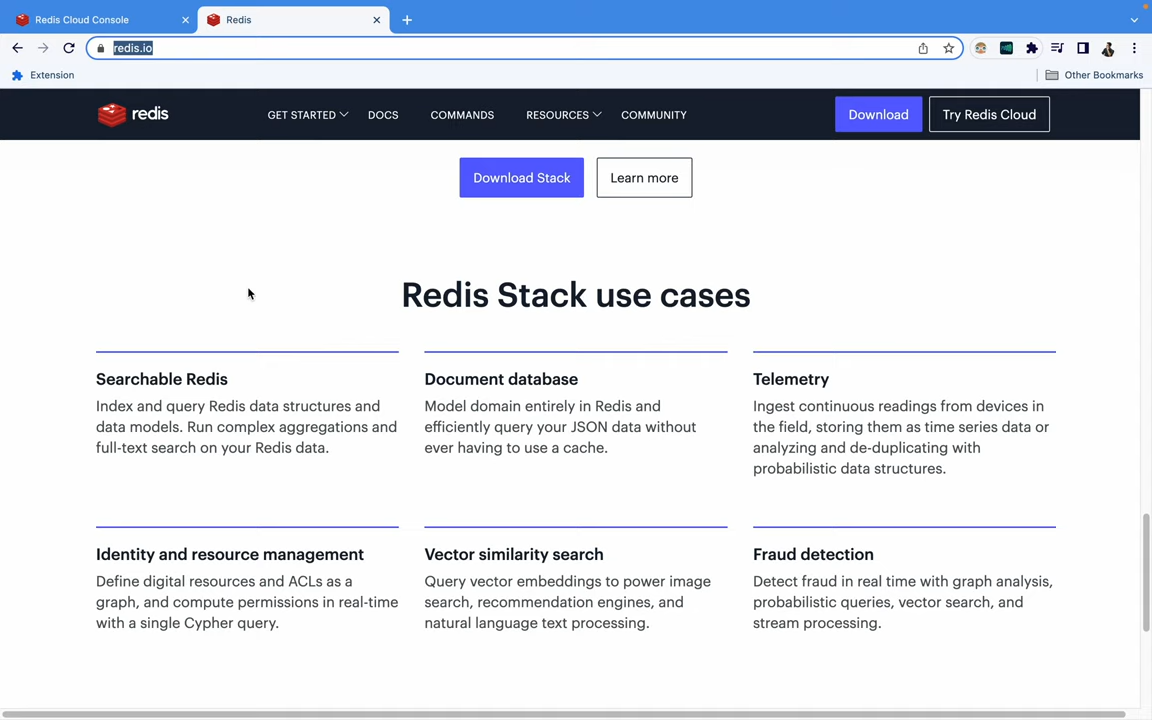 Redis Cloud Console
Redis
redis.io
Extension
Other Bookmarks
redis
GET STARTED
DOCS
COMMANDS
RESOURCES
COMMUNITY
Download
Try Redis Cloud
Download Stack
Learn more
Redis Stack use cases
Searchable Redis
Index and query Redis data structures and
data models. Run complex aggregations and
full-text search on your Redis data.
Document database
Model domain entirely in Redis and
efficiently query your JSON data without
ever having to use a cache.
Telemetry
Ingest continuous readings from devices in
the field, storing them as time series data or
analyzing and de-duplicating with
probabilistic data structures.
Identity and resource management
Define digital resources and ACLs as a
graph, and compute permissions in real-time
with a single Cypher query.
Vector similarity search
Query vector embeddings to power image
search, recommendation engines, and
natural language text processing.
Fraud detection
Detect fraud in real time with graph analysis,
probabilistic queries, vector search, and
stream processing.